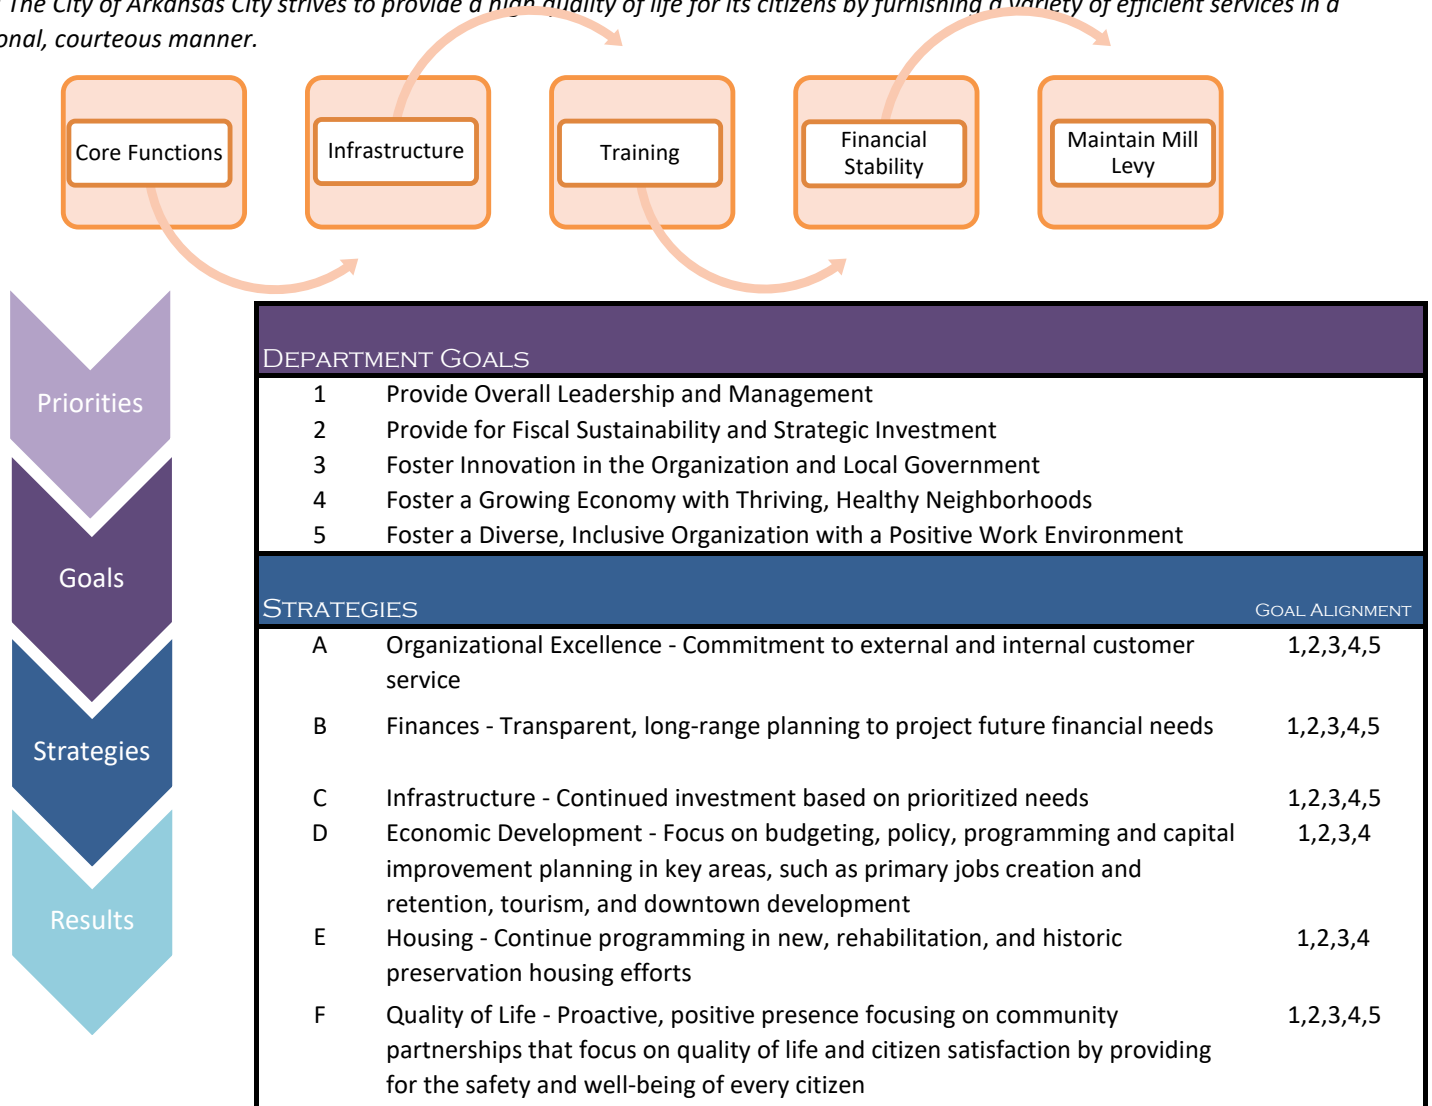 The City of Arkansas City strives to provide a high quality of life for its citizens by furnishing a variety of efficient services in a
onal, courteous manner.
Core Functions
Infrastructure
Training
Financial
Stability
Maintain Mill
Levy
Priorities
Goals
Strategies
Results
DEPARTMENT GOALS
1 Provide Overall Leadership and Management
2 Provide for Fiscal Sustainability and Strategic Investment
3 Foster Innovation in the Organization and Local Government
4 Foster a Growing Economy with Thriving, Healthy Neighborhoods
5 Foster a Diverse, Inclusive Organization with a Positive Work Environment
STRATEGIES GOAL ALIGNMENT
A Organizational Excellence - Commitment to external and internal customer 1,2,3,4,5
service
B Finances - Transparent, long-range planning to project future financial needs 1,2,3,4,5
C Infrastructure - Continued investment based on prioritized needs 1,2,3,4,5
D Economic Development - Focus on budgeting, policy, programming and capital 1,2,3,4
improvement planning in key areas, such as primary jobs creation and
retention, tourism, and downtown development
E Housing - Continue programming in new, rehabilitation, and historic 1,2,3,4
preservation housing efforts
F Quality of Life - Proactive, positive presence focusing on community 1,2,3,4,5
partnerships that focus on quality of life and citizen satisfaction by providing
for the safety and well-being of every citizen